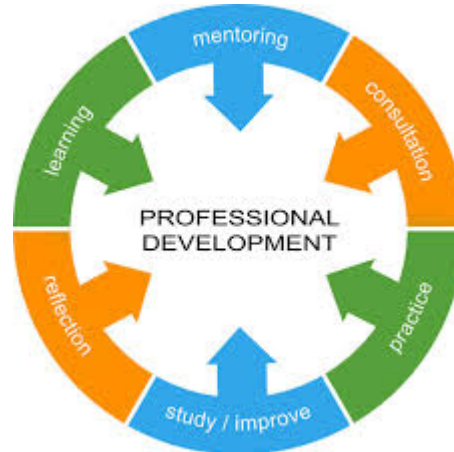 mentoring
consultation
learning
PROFESSIONAL
DEVELOPMENT
reflection
practice
study / improve